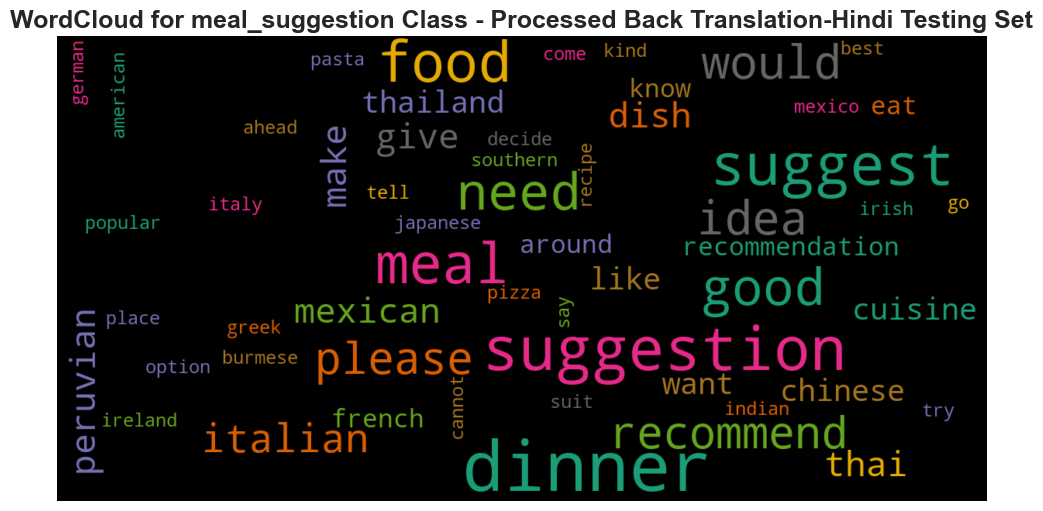 WordCloud for meal_suggestion Class - Processed Back Translation-Hindi Testing Set
german
american
pasta
food
come
kind
would
best
thailand
know
dish
mexico
eat
ahead
make
give
decide
southern
recipe
suggest
tell
need
italy
popular
japanese
idea
irish
go
around
recommendation
meal
like
good
pizza
say
cuisine
mexican
place
greek
peruvian
please
suggestion
burmese
option
cannot
want
chinese
suit
indian
try
ireland
french
italian
recommend
dinner
thai